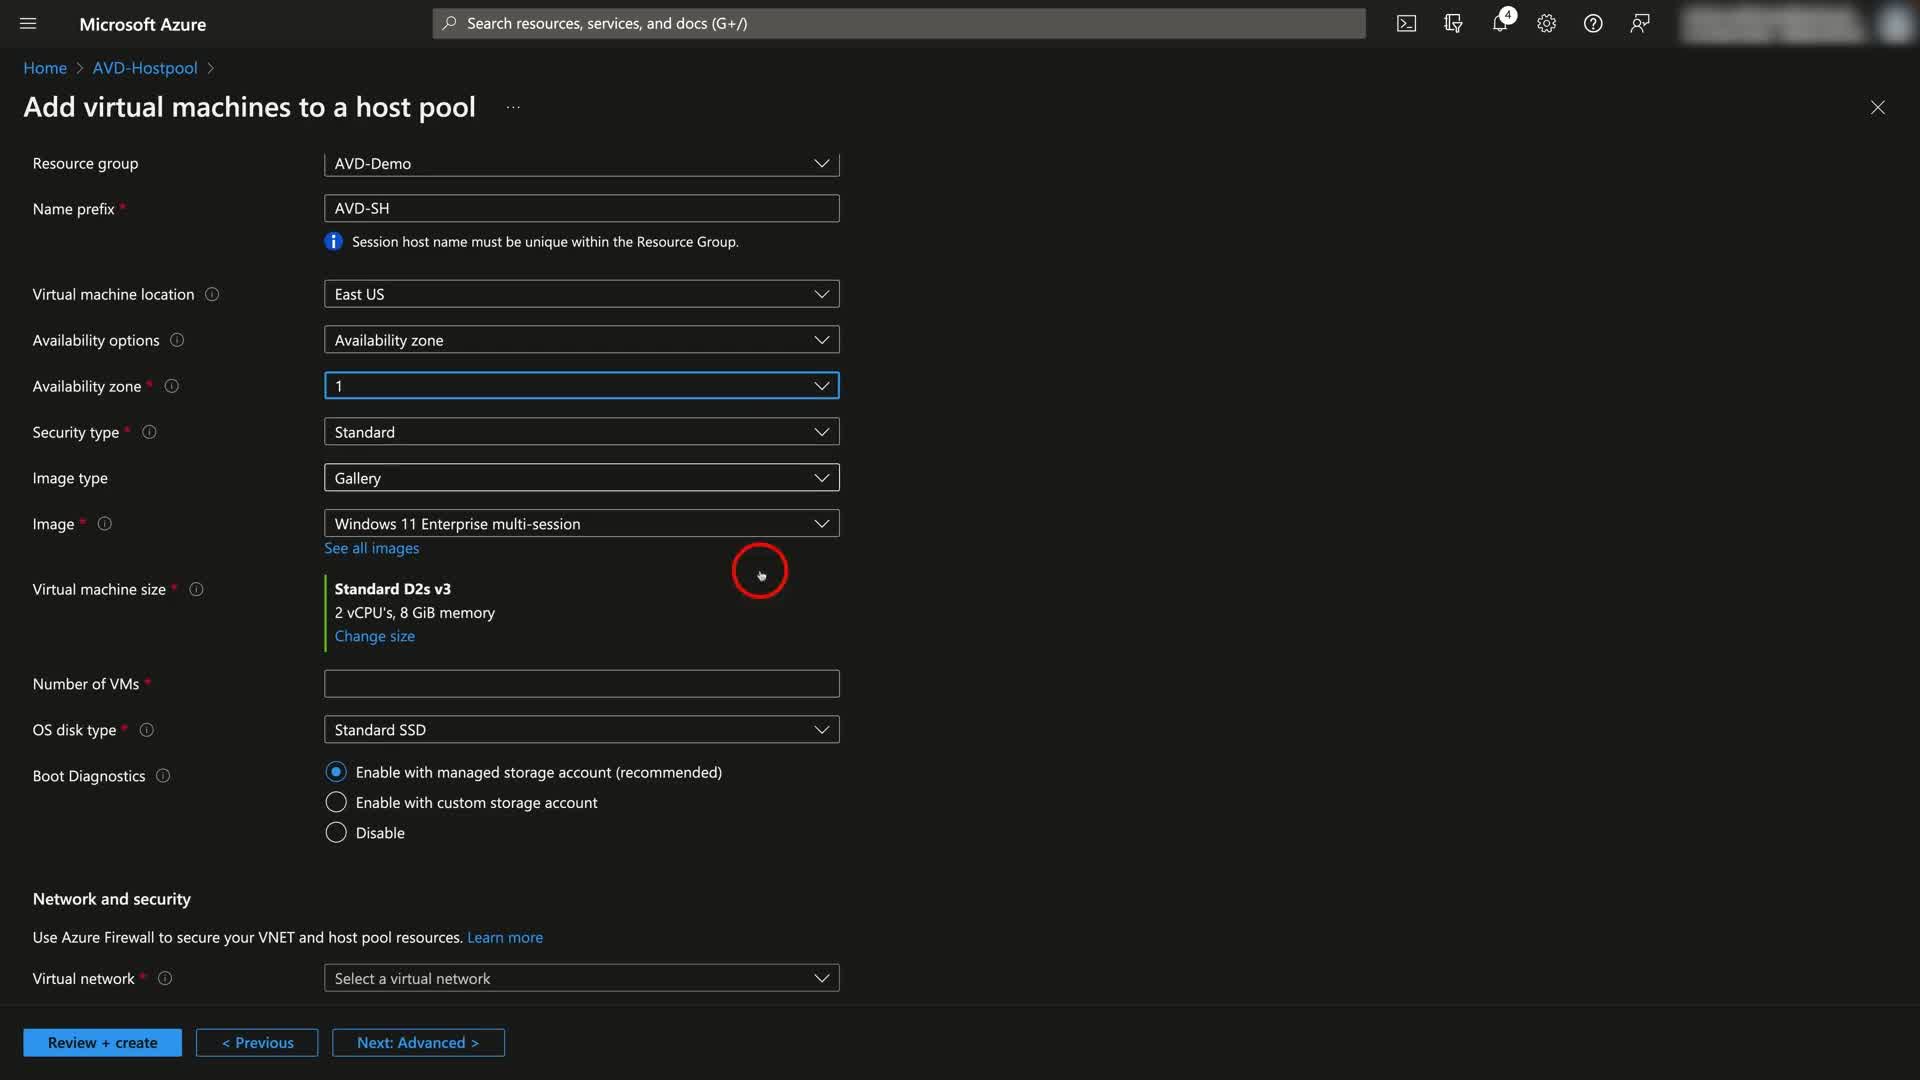 Microsoft Azure
Search resources, services, and docs (G+/)
4
Home > AVD-Hostpool >
Add virtual machines to a host pool ...
Resource group
AVD-Demo
Name prefix *
AVD-SH
Session host name must be unique within the Resource Group.
Virtual machine location
East US
Availability options
Availability zone
Availability zone *
1
Security type *
Standard
Image type
Gallery
Image *
Windows 11 Enterprise multi-session
See all images
Virtual machine size *
Standard D2s v3
2 vCPU's, 8 GiB memory
Change size
Number of VMs *
OS disk type *
Standard SSD
Boot Diagnostics
Enable with managed storage account (recommended)
Enable with custom storage account
Disable
Network and security
Use Azure Firewall to secure your VNET and host pool resources. Learn more
Virtual network *
Select a virtual network
Review + create
< Previous
Next: Advanced >